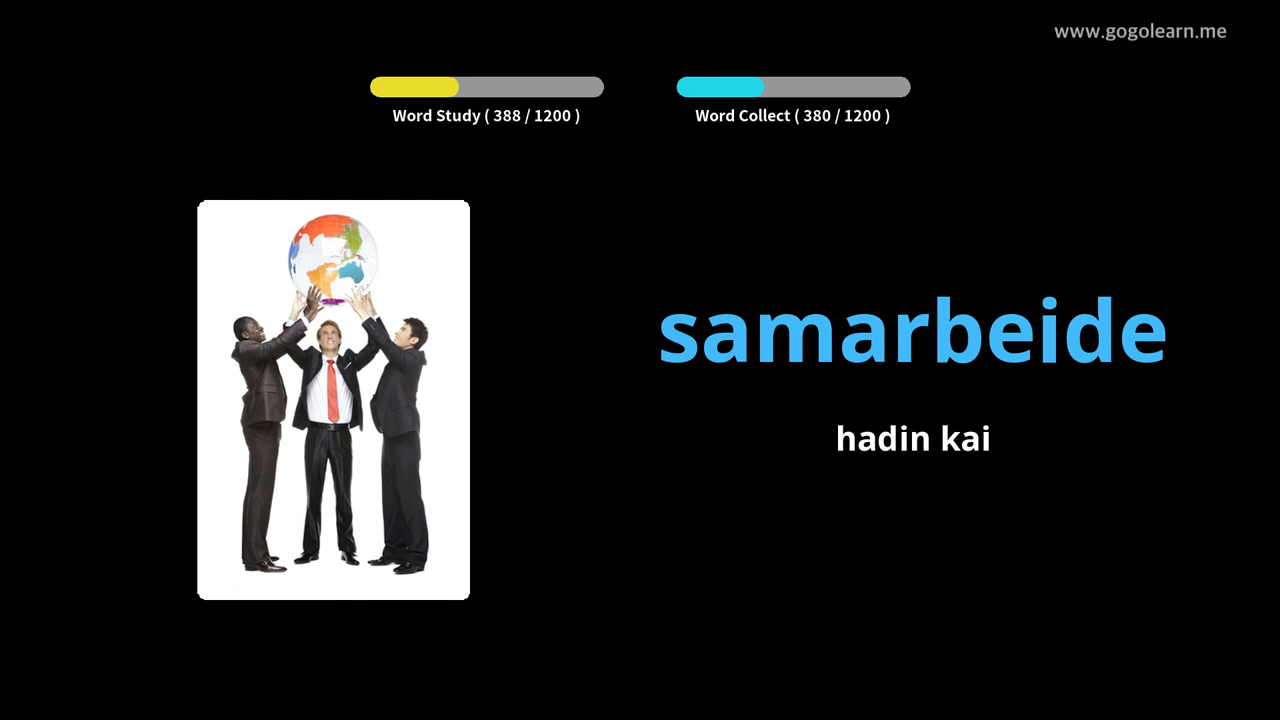 www.gogolearn.me
Word Study ( 388 / 1200 )
Word Collect ( 380 / 1200 )
samarbeide
hadin kai